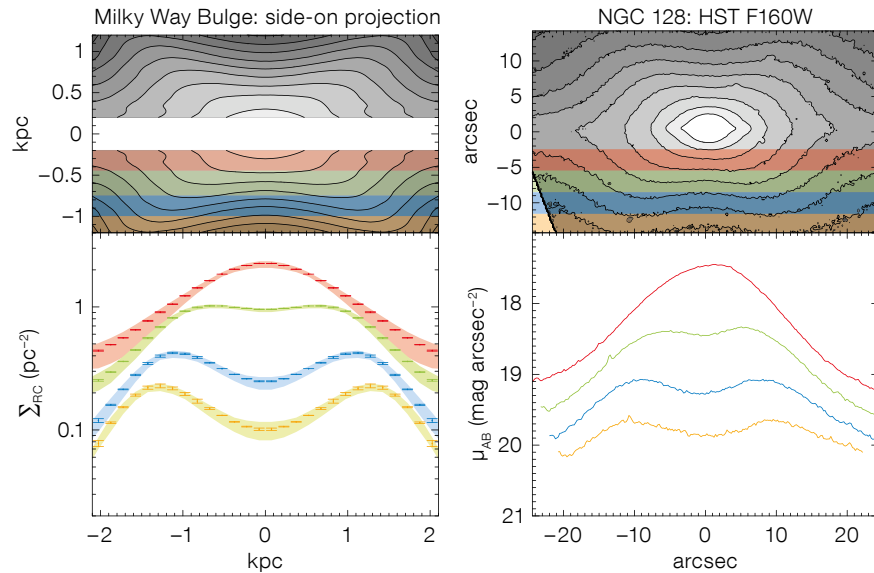 Milky Way Bulge: side-on projection
NGC 128: HST F160W
kpc
1
0.5
0
−0.5
−1
arcsec
10
5
0
−5
−10
Σ_RC (pc⁻²)
1
0.1
μ_AB (mag arcsec⁻²)
18
19
20
21
−2 −1 0 1 2
kpc
−20 −10 0 10 20
arcsec